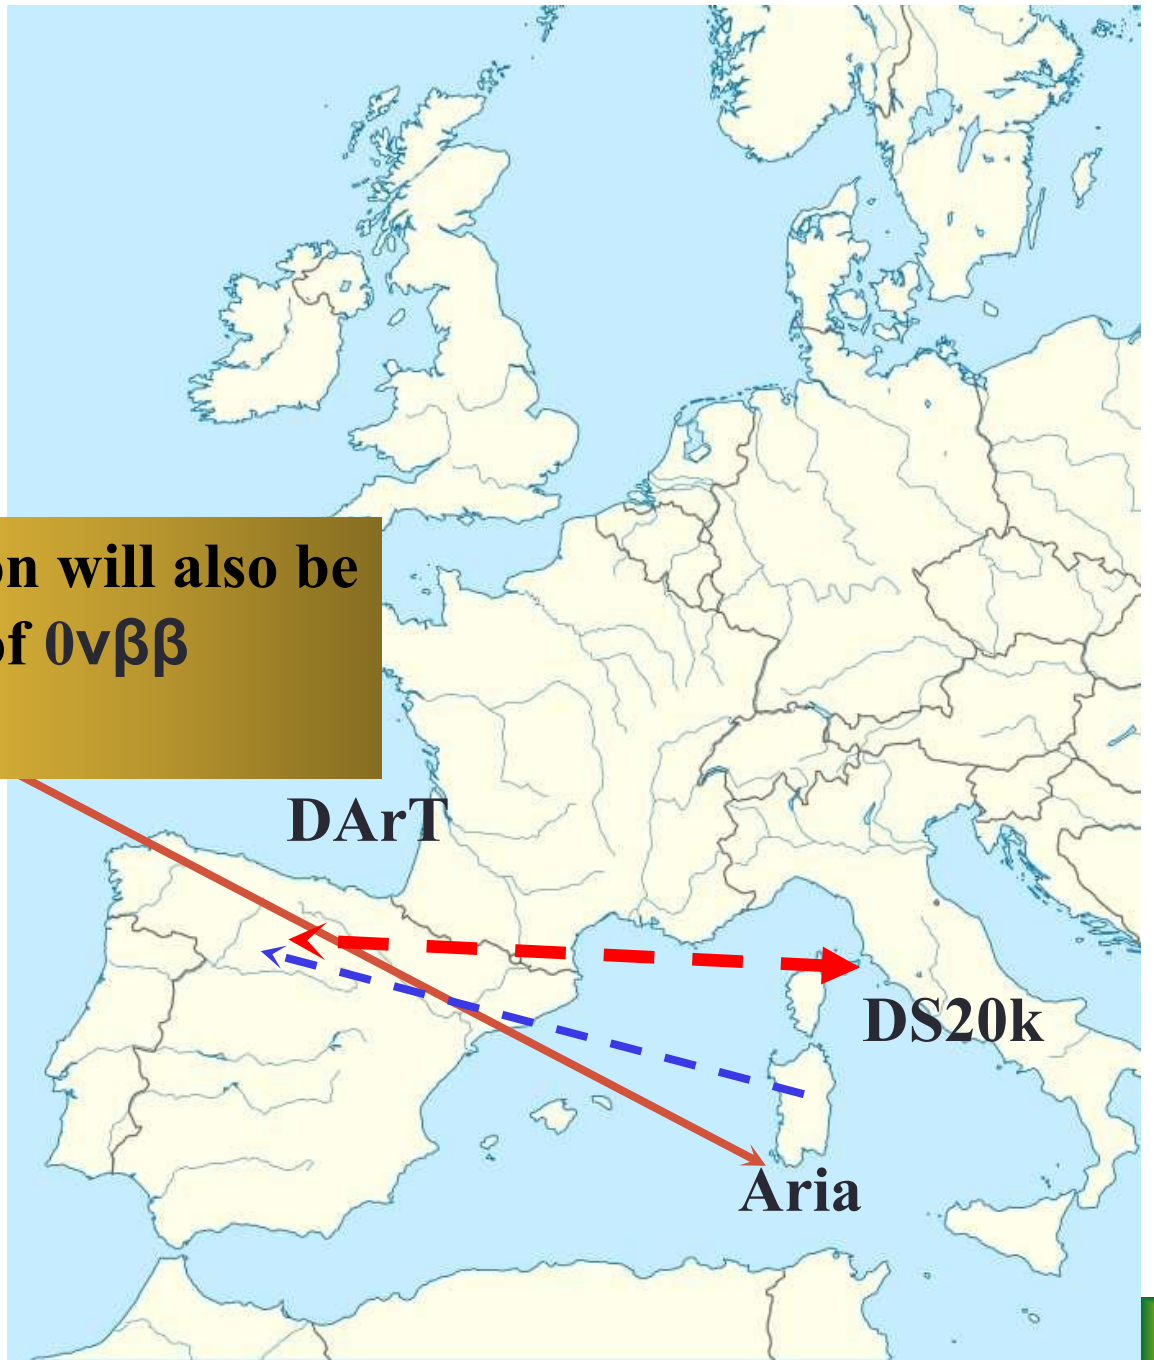 on will also be
of 0νββ
DArT
DS20k
Aria